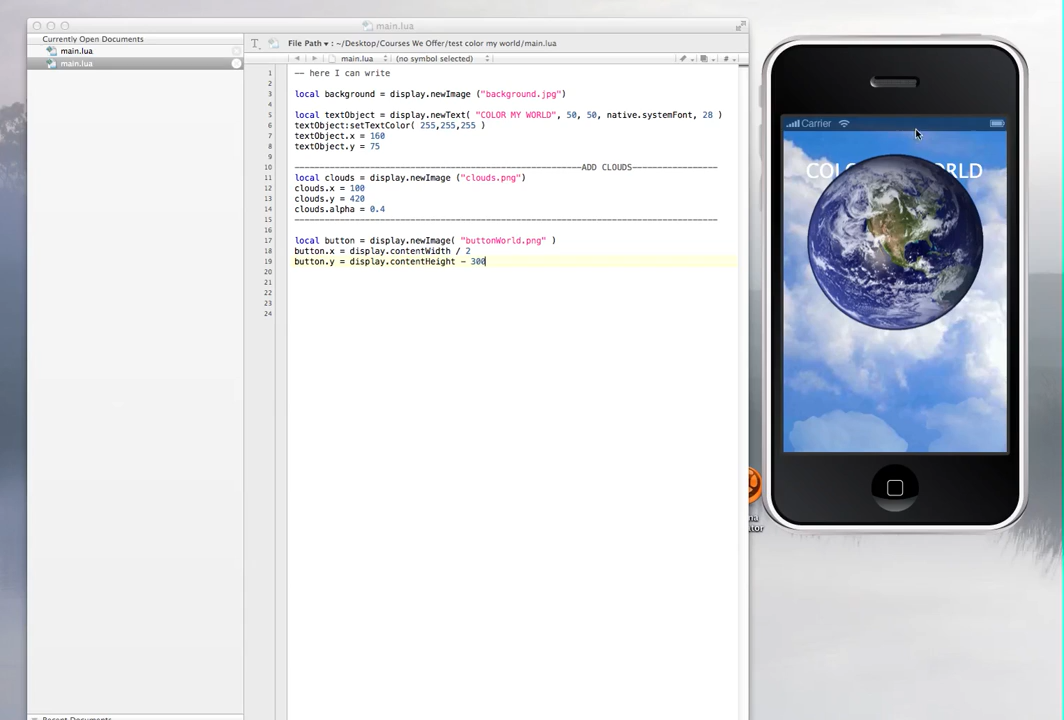 main.lua
Currently Open Documents
main.lua
main.lua
File Path ▾ : ~/Desktop/Courses We Offer/test color my world/main.lua
main.lua
(no symbol selected)
1 -- here I can write
2
3 local background = display.newImage ("background.jpg")
4
5 local textObject = display.newText( "COLOR MY WORLD", 50, 50, native.systemFont, 28 )
6 textObject:setTextColor( 255,255,255 )
7 textObject.x = 160
8 textObject.y = 75
9
10 ----------------------------------------------------------ADD CLOUDS-----------------
11 local clouds = display.newImage ("clouds.png")
12 clouds.x = 100
13 clouds.y = 420
14 clouds.alpha = 0.4
15 -------------------------------------------------------------------------------------
16
17 local button = display.newImage( "buttonWorld.png" )
18 button.x = display.contentWidth / 2
19 button.y = display.contentHeight - 300
20
21
22
23
24
Carrier
COLO RLD
Recent Documents